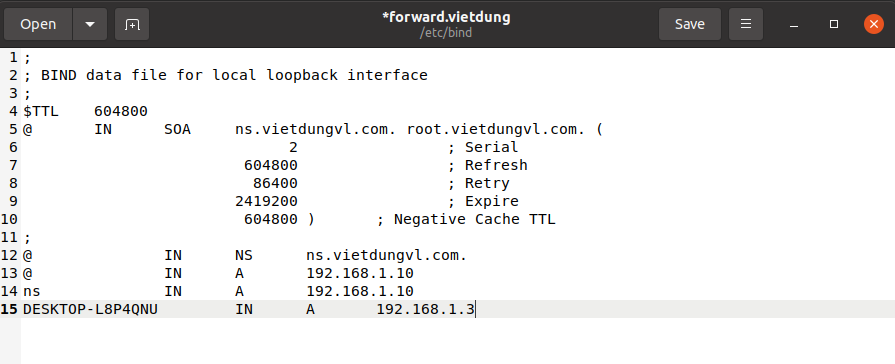 Open
*forward.vietdung
/etc/bind
Save
1 ;
2 ; BIND data file for local loopback interface
3 ;
4 $TTL 604800
5 @ IN SOA ns.vietdungvl.com. root.vietdungvl.com. (
6 2 ; Serial
7 604800 ; Refresh
8 86400 ; Retry
9 2419200 ; Expire
10 604800 ) ; Negative Cache TTL
11 ;
12 @ IN NS ns.vietdungvl.com.
13 @ IN A 192.168.1.10
14 ns IN A 192.168.1.10
15 DESKTOP-L8P4QNU IN A 192.168.1.3